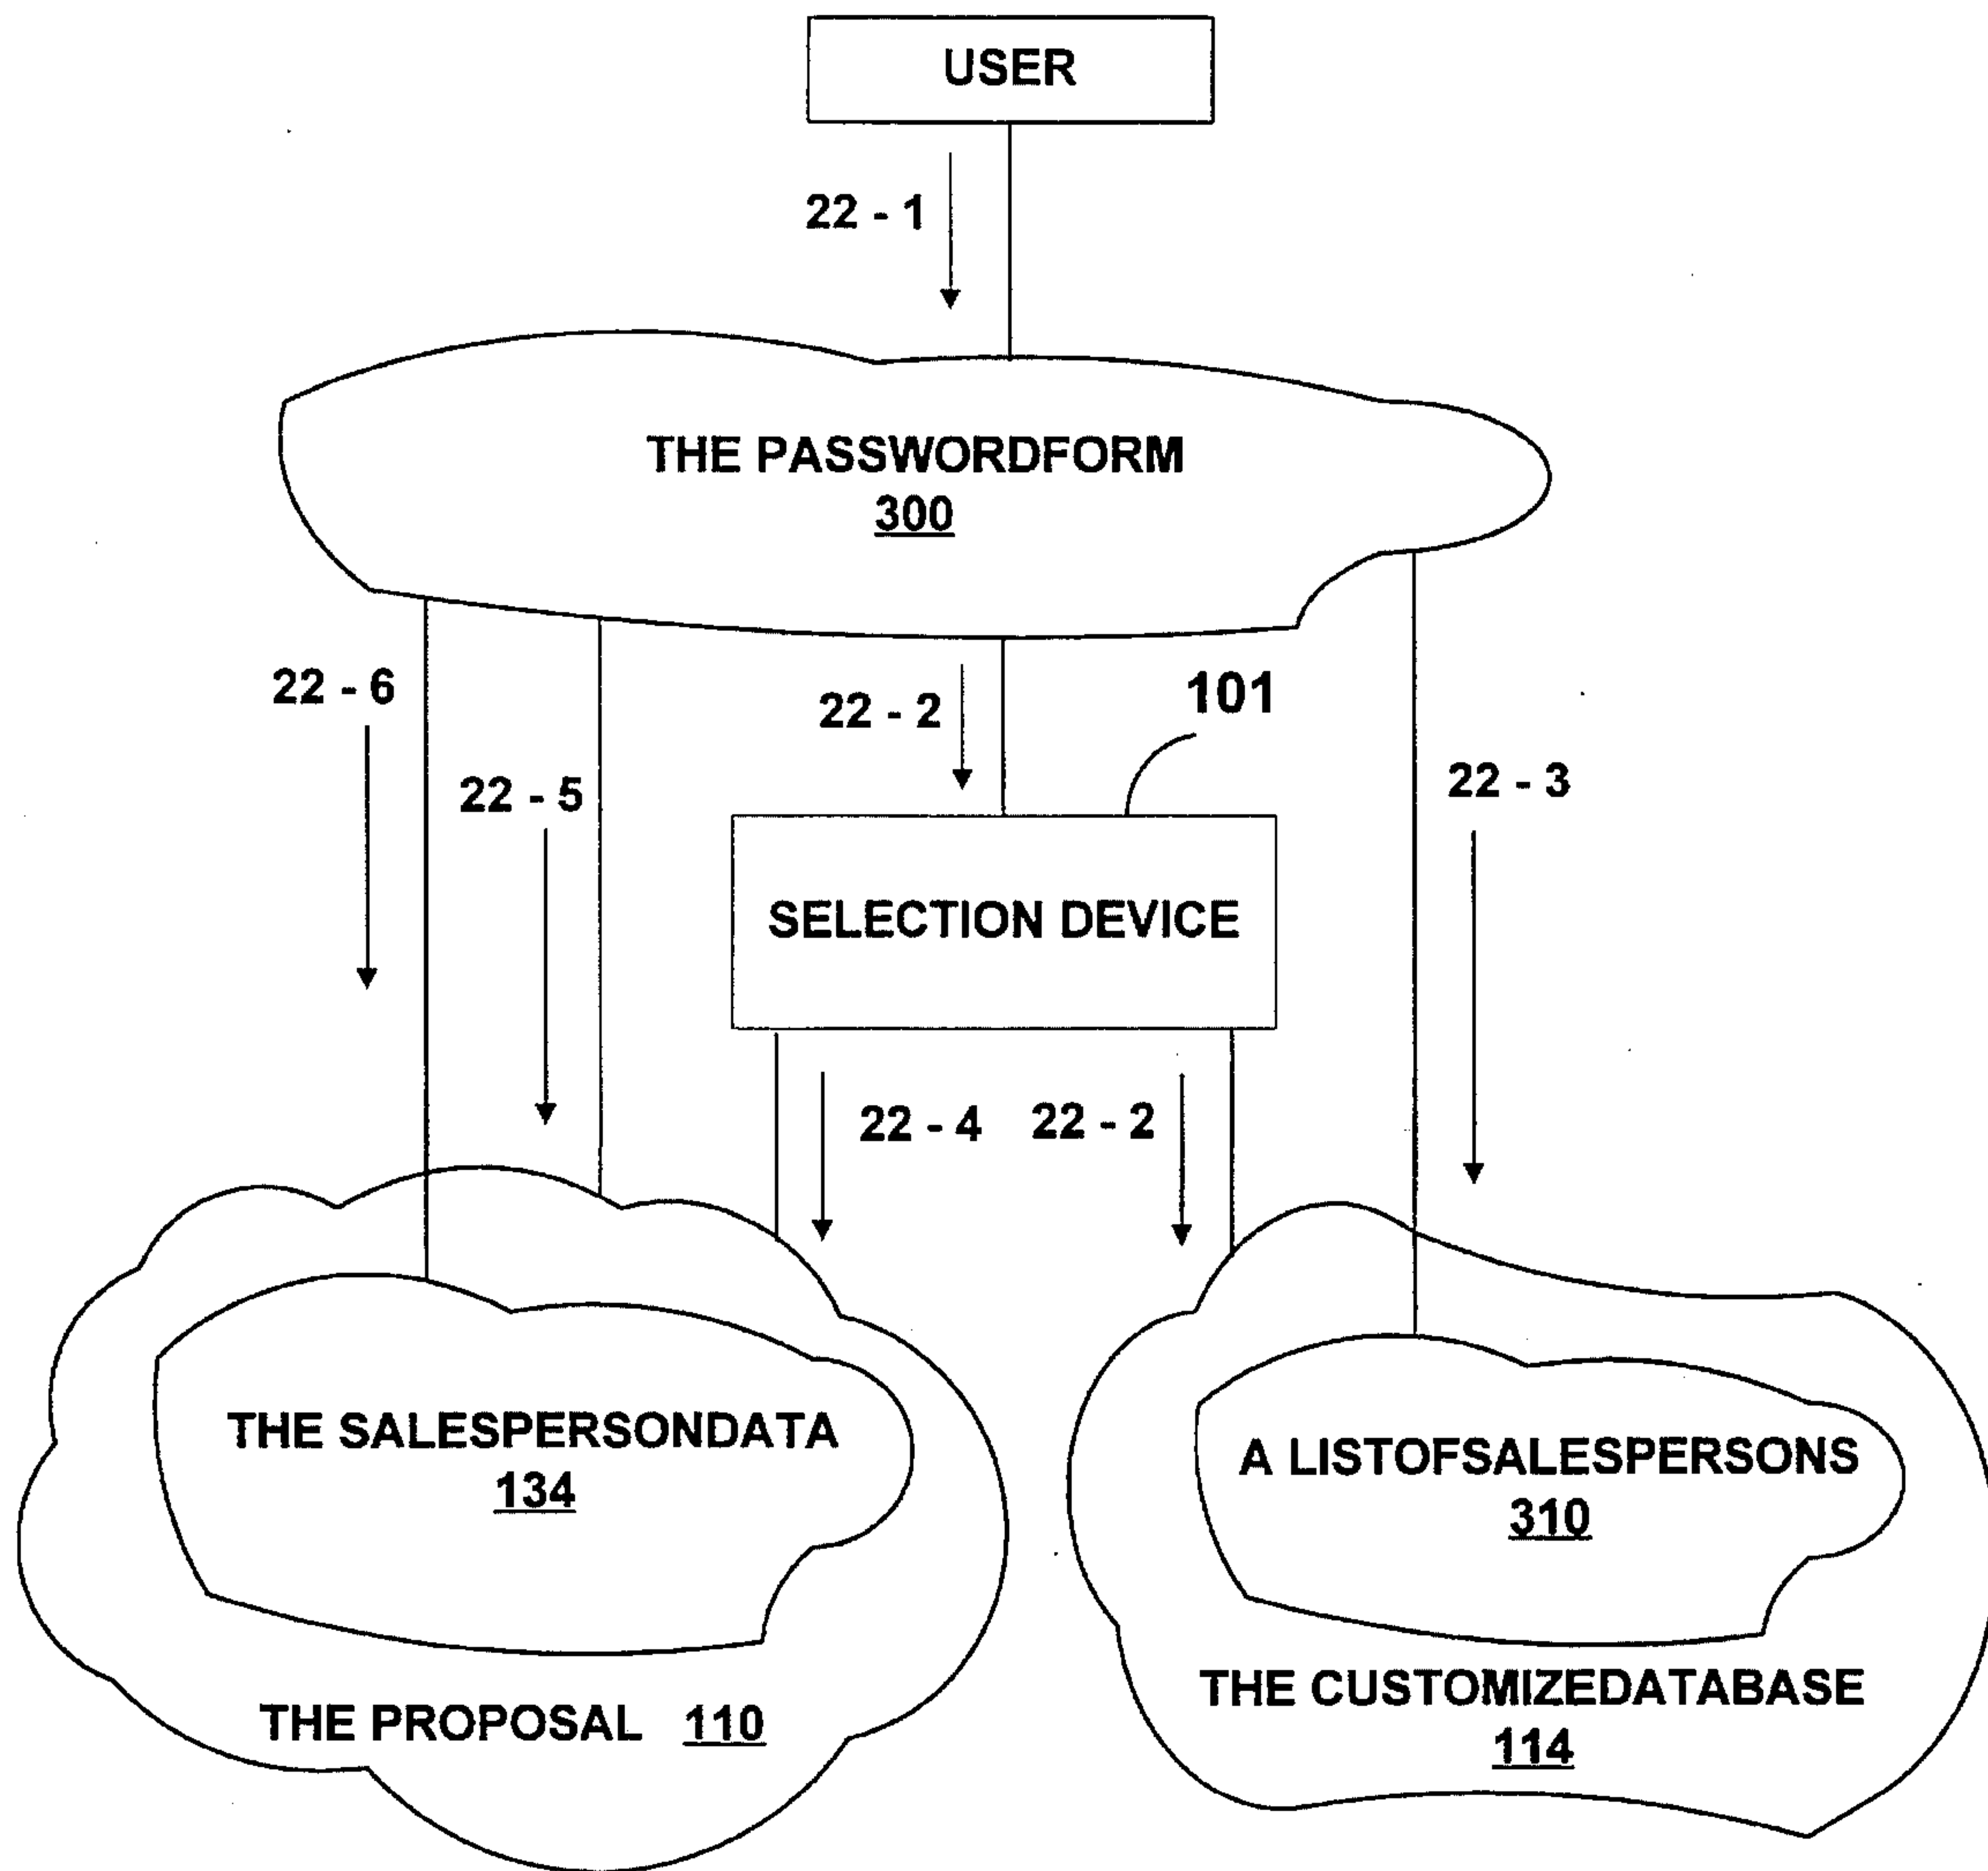 USER
22 - 1
THE PASSWORDFORM
300
22 - 6
22 - 2
101
22 - 5
22 - 3
SELECTION DEVICE
22 - 4
22 - 2
THE SALESPERSONDATA
134
A LISTOFSALESPERSONS
310
THE PROPOSAL 110
THE CUSTOMIZEDATABASE
114